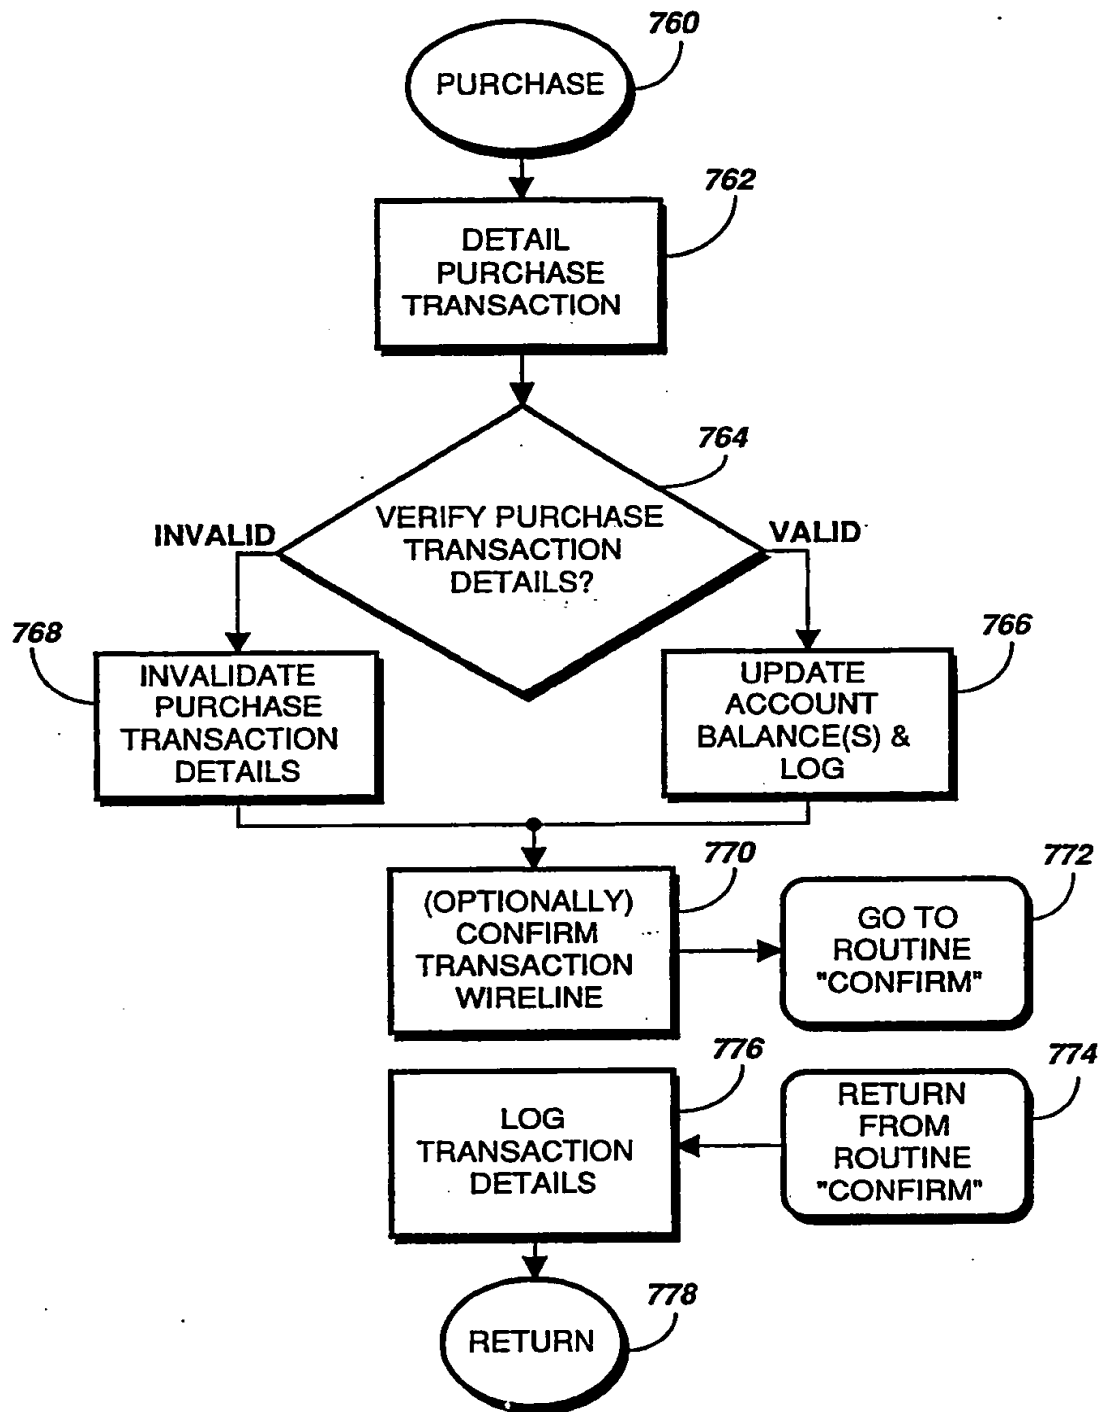 760
PURCHASE
762
DETAIL
PURCHASE
TRANSACTION
764
VERIFY PURCHASE
TRANSACTION
DETAILS?
INVALID
VALID
768
INVALIDATE
PURCHASE
TRANSACTION
DETAILS
766
UPDATE
ACCOUNT
BALANCE(S) &
LOG
770
(OPTIONALLY)
CONFIRM
TRANSACTION
WIRELINE
772
GO TO
ROUTINE
"CONFIRM"
776
LOG
TRANSACTION
DETAILS
774
RETURN
FROM
ROUTINE
"CONFIRM"
778
RETURN